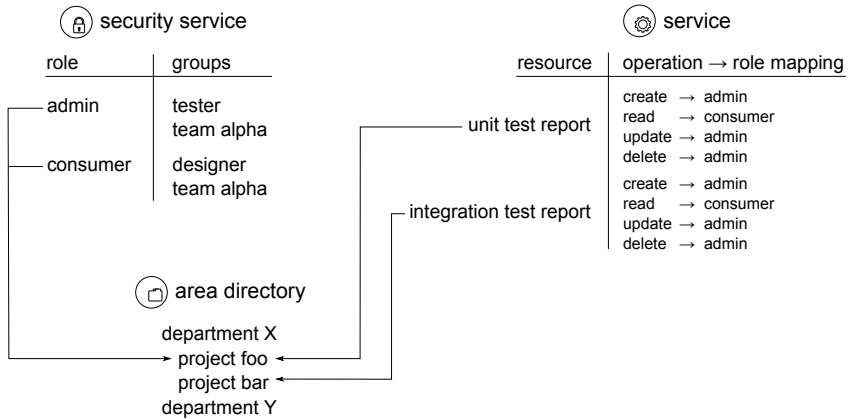 security service
role groups
admin tester
team alpha
consumer designer
team alpha
service
resource operation → role mapping
unit test report
create → admin
read → consumer
update → admin
delete → admin
integration test report
create → admin
read → consumer
update → admin
delete → admin
area directory
department X
project foo
project bar
department Y